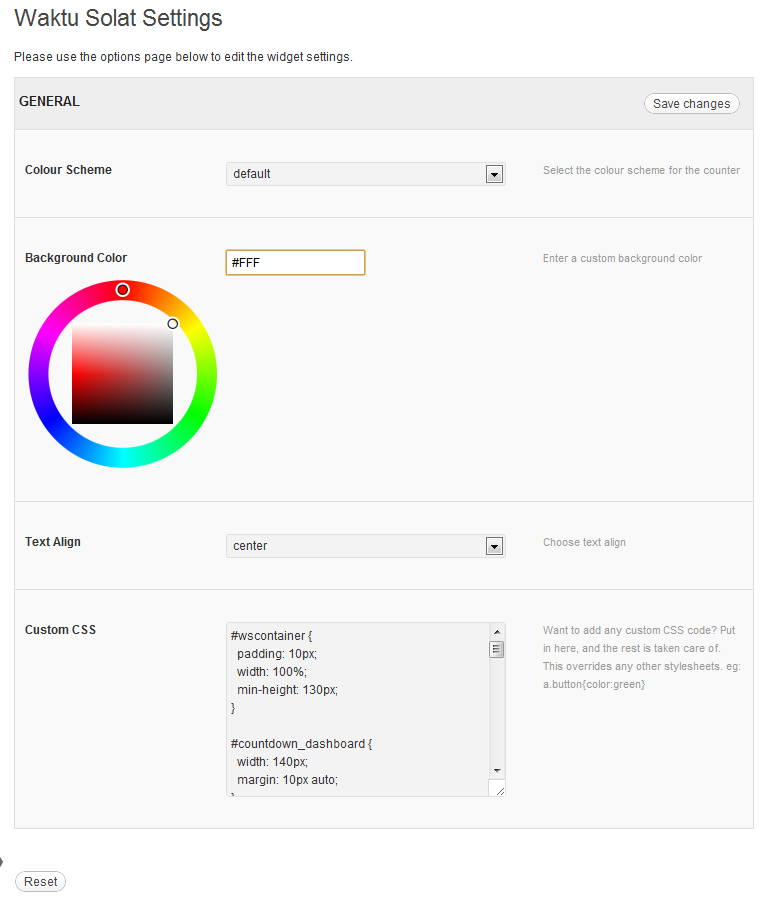 Waktu Solat Settings
Please use the options page below to edit the widget settings.
GENERAL
Save changes
Colour Scheme
default
Select the colour scheme for the counter
Background Color
#FFF
Enter a custom background color
Text Align
center
Choose text align
Custom CSS
#wscontainer {
  padding: 10px;
  width: 100%;
  min-height: 130px;
}
#countdown_dashboard {
  width: 140px;
  margin: 10px auto;
}
Want to add any custom CSS code? Put
in here, and the rest is taken care of.
This overrides any other stylesheets. eg:
a.button{color:green}
Reset